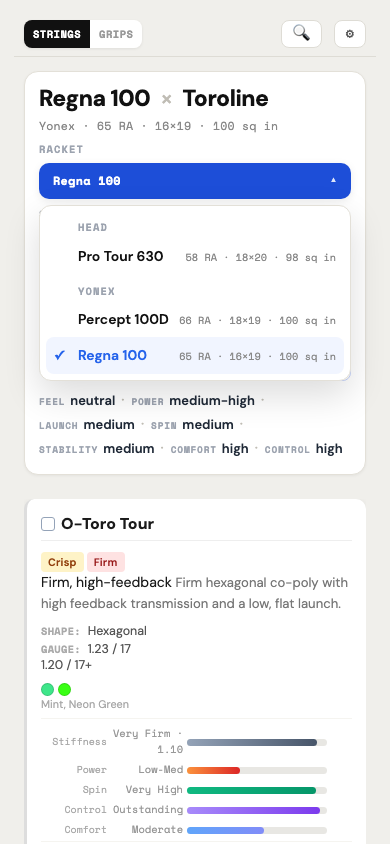 STRINGS GRIPS
Regna 100 × Toroline
Yonex · 65 RA · 16×19 · 100 sq in
RACKET
Regna 100
HEAD
Pro Tour 630 58 RA · 18×20 · 98 sq in
YONEX
Percept 100D 66 RA · 18×19 · 100 sq in
✓ Regna 100 65 RA · 16×19 · 100 sq in
FEEL neutral · POWER medium-high ·
LAUNCH medium · SPIN medium ·
STABILITY medium · COMFORT high · CONTROL high
O-Toro Tour
Crisp Firm
Firm, high-feedback Firm hexagonal co-poly with
high feedback transmission and a low, flat launch.
SHAPE: Hexagonal
GAUGE: 1.23 / 17
1.20 / 17+
Mint, Neon Green
Stiffness Very Firm ·
1.10
Power Low-Med
Spin Very High
Control Outstanding
Comfort Moderate